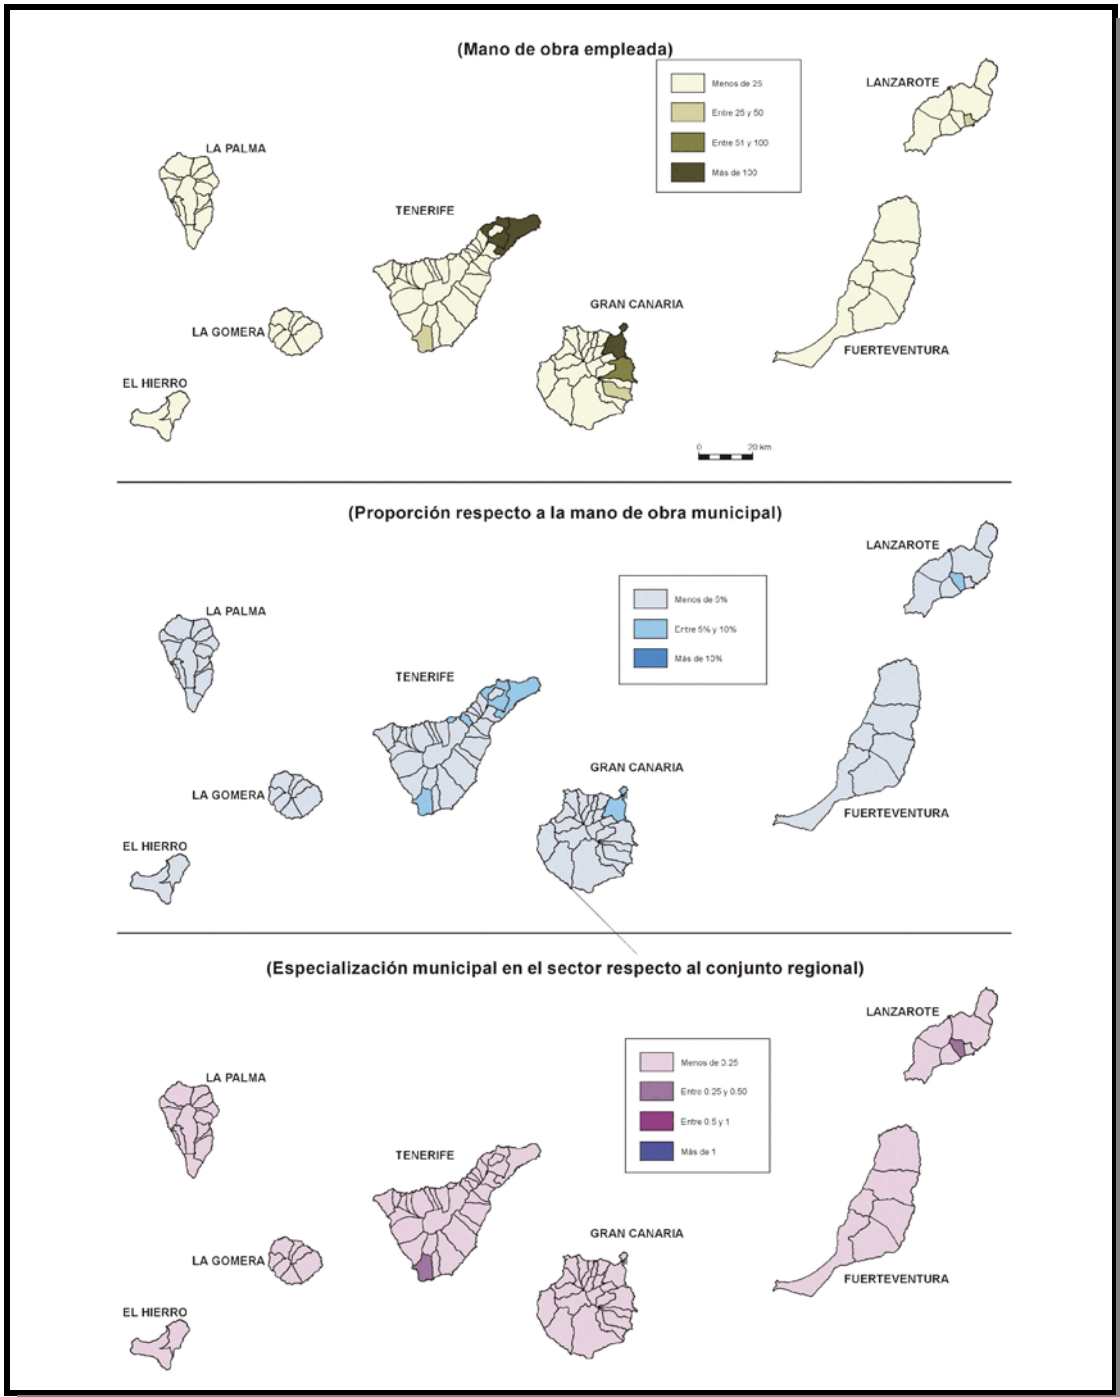 (Mano de obra empleada)
LANZAROTE
Menos de 25
Entre 25 y 50
Entre 51 y 100
Más de 100
LA PALMA
TENERIFE
GRAN CANARIA
LA GOMERA
FUERTEVENTURA
EL HIERRO
0 20 km
(Proporción respecto a la mano de obra municipal)
LANZAROTE
Menos de 5%
Entre 5% y 10%
Más de 10%
LA PALMA
TENERIFE
GRAN CANARIA
LA GOMERA
FUERTEVENTURA
EL HIERRO
(Especialización municipal en el sector respecto al conjunto regional)
LANZAROTE
Menos de 0.25
Entre 0.25 y 0.50
Entre 0.5 y 1
Más de 1
LA PALMA
TENERIFE
GRAN CANARIA
LA GOMERA
FUERTEVENTURA
EL HIERRO